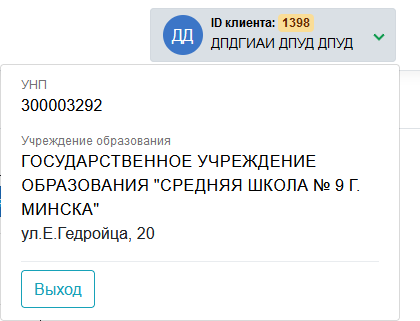 ДД
ID клиента: 1398
ДПДГИАИ ДПУД ДПУД
УНП
300003292
Учреждение образования
ГОСУДАРСТВЕННОЕ УЧРЕЖДЕНИЕ
ОБРАЗОВАНИЯ "СРЕДНЯЯ ШКОЛА № 9 Г.
МИНСКА"
ул.Е.Гедройца, 20
Выход